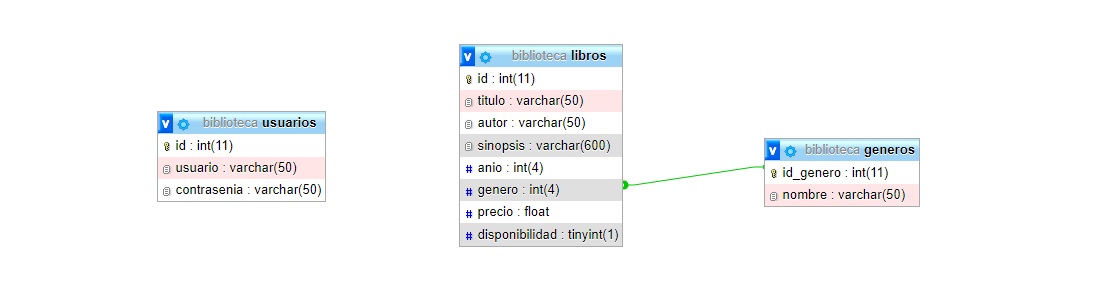 v biblioteca usuarios
id : int(11)
usuario : varchar(50)
contrasenia : varchar(50)
v biblioteca libros
id : int(11)
titulo : varchar(50)
autor : varchar(50)
sinopsis : varchar(600)
# anio : int(4)
# genero : int(4)
# precio : float
# disponibilidad : tinyint(1)
v biblioteca generos
id_genero : int(11)
nombre : varchar(50)